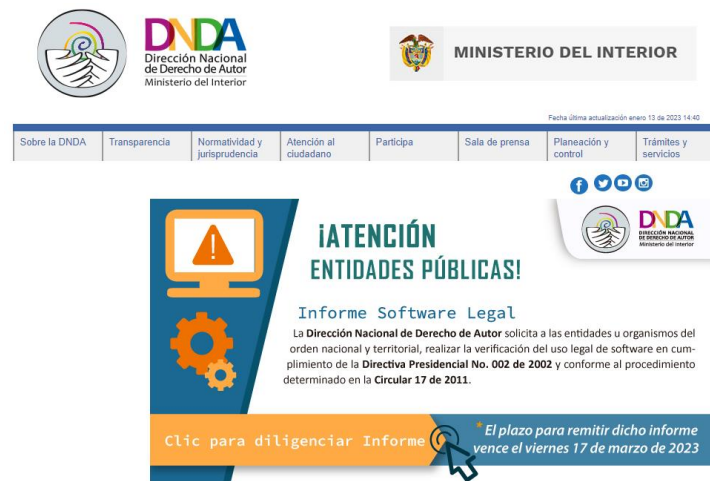 DNDA
Dirección Nacional
de Derecho de Autor
Ministerio del Interior
MINISTERIO DEL INTERIOR
Fecha última actualización enero 13 de 2023 14:40
Sobre la DNDA
Transparencia
Normatividad y
jurisprudencia
Atención al
ciudadano
Participa
Sala de prensa
Planeación y
control
Trámites y
servicios
¡ATENCIÓN
ENTIDADES PÚBLICAS!
DNDA
DIRECCIÓN NACIONAL
DE DERECHO DE AUTOR
Ministerio del Interior
Informe Software Legal
La Dirección Nacional de Derecho de Autor solicita a las entidades u organismos del
orden nacional y territorial, realizar la verificación del uso legal de software en cum-
plimiento de la Directiva Presidencial No. 002 de 2002 y conforme al procedimiento
determinado en la Circular 17 de 2011.
Clic para diligenciar Informe
* El plazo para remitir dicho informe
vence el viernes 17 de marzo de 2023